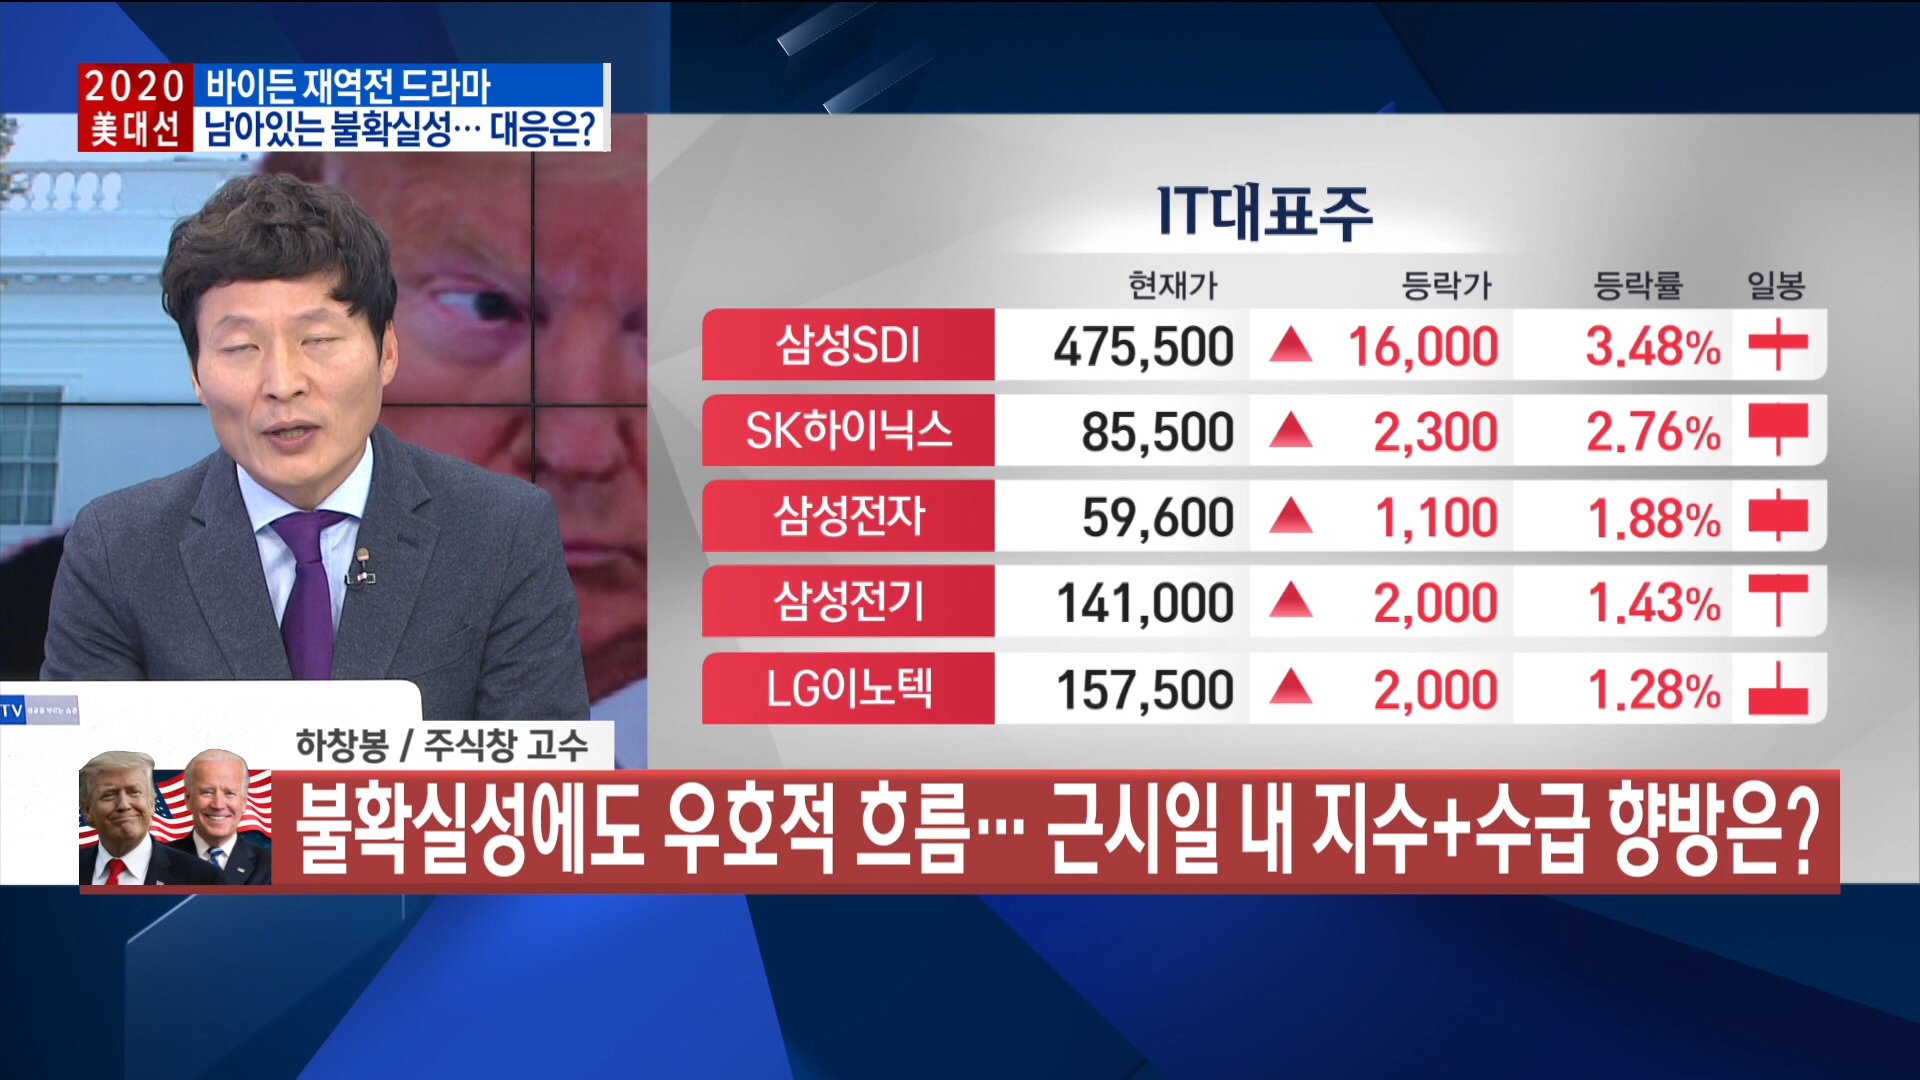 2020 바이든 재역전 드라마
美대선 남아있는 불확실성… 대응은?
IT대표주
현재가 등락가 등락률 일봉
삼성SDI 475,500 ▲ 16,000 3.48%
SK하이닉스 85,500 ▲ 2,300 2.76%
삼성전자 59,600 ▲ 1,100 1.88%
삼성전기 141,000 ▲ 2,000 1.43%
LG이노텍 157,500 ▲ 2,000 1.28%
TV
하창봉 / 주식창 고수
불확실성에도 우호적 흐름… 근시일 내 지수+수급 향방은?